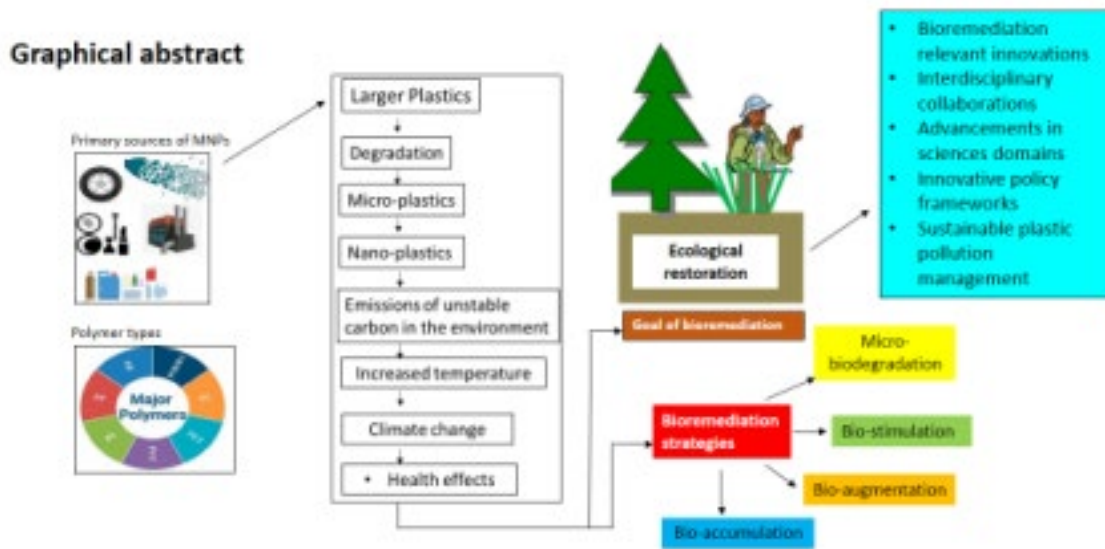 Graphical abstract
Primary sources of MNPs
Polymer types
Major
Polymers
Larger Plastics
Degradation
Micro-plastics
Nano-plastics
Emissions of unstable
carbon in the environment
Increased temperature
Climate change
• Health effects
Ecological
restoration
Goal of bioremediation
• Bioremediation
relevant innovations
• Interdisciplinary
collaborations
• Advancements in
sciences domains
• Innovative policy
frameworks
• Sustainable plastic
pollution
management
Bioremediation
strategies
Micro-
biodegradation
Bio-stimulation
Bio-augmentation
Bio-accumulation